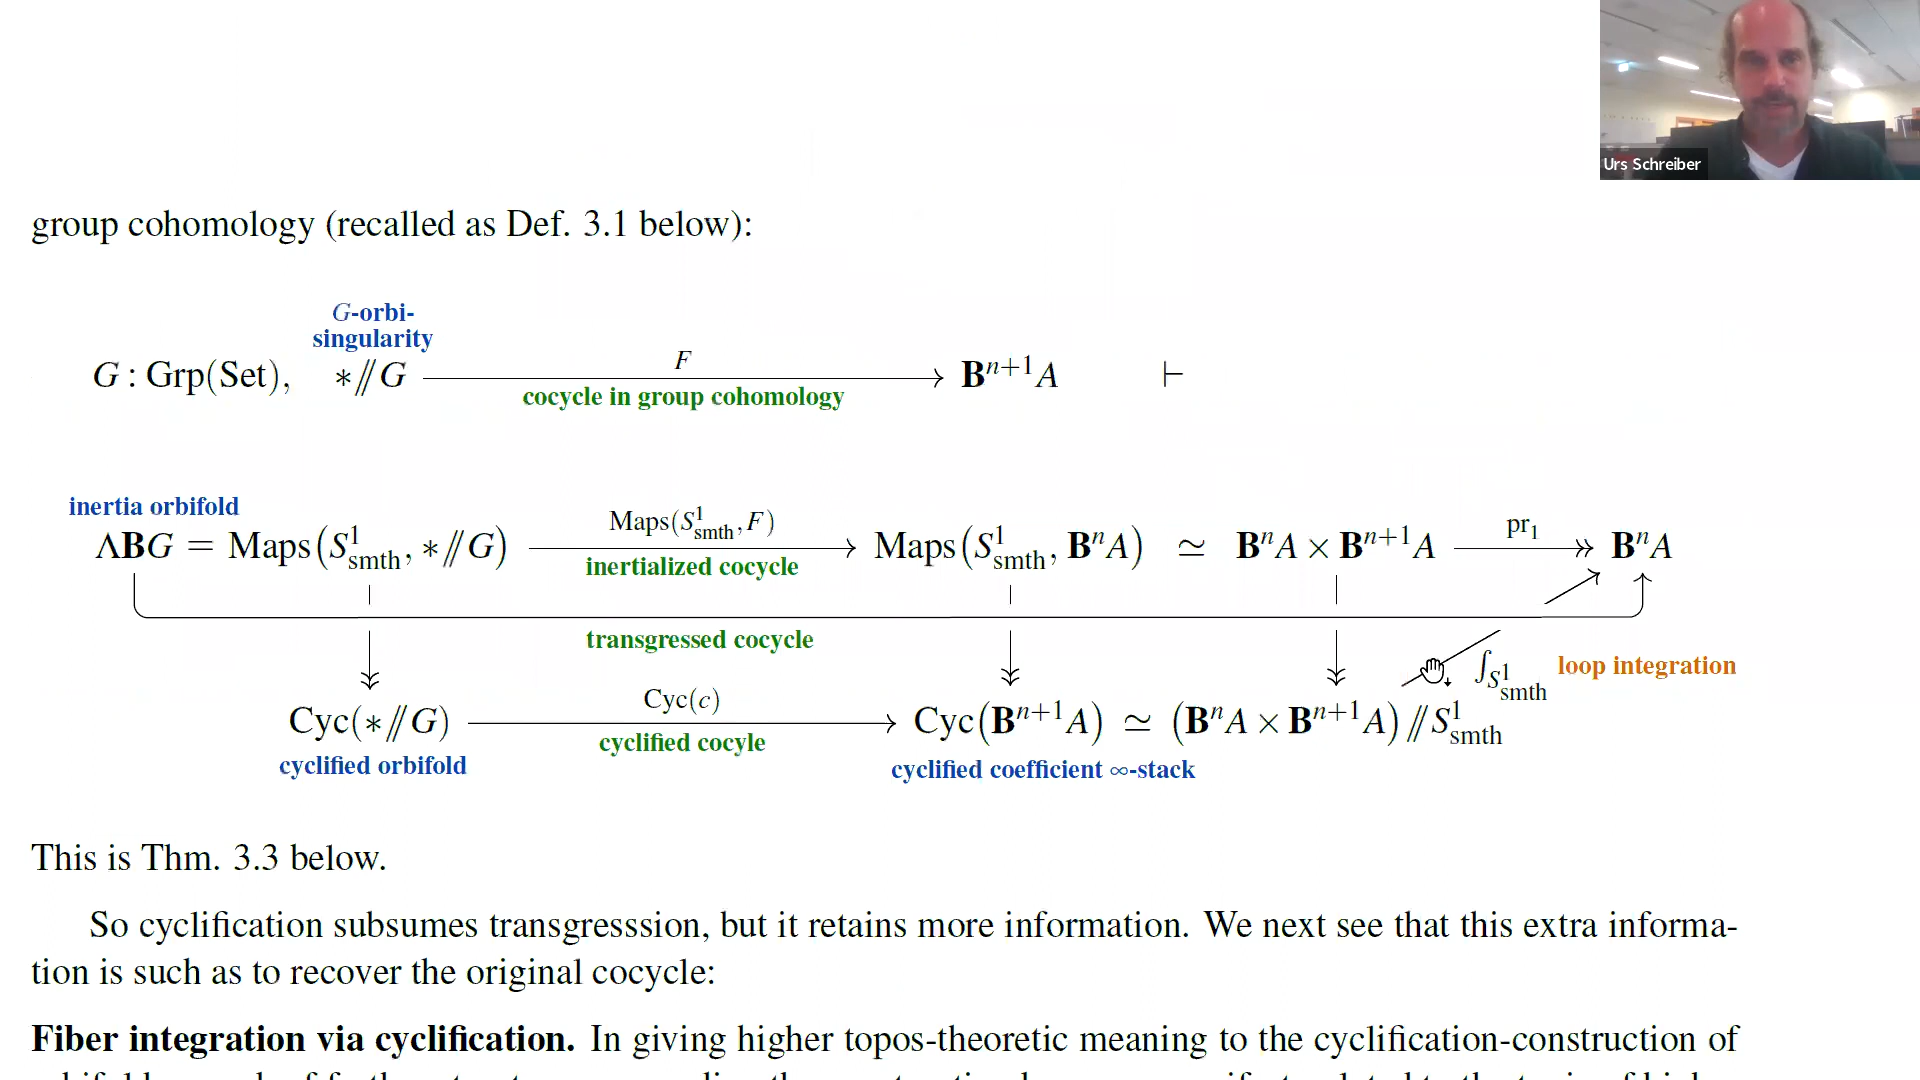 Urs Schreiber
group cohomology (recalled as Def. 3.1 below):
G-orbi-
singularity
G : Grp(Set), ∗⫽G F B^{n+1}A ⊢
cocycle in group cohomology
inertia orbifold
ΛBG = Maps(S^1_smth, ∗⫽G) Maps(S^1_smth, F) Maps(S^1_smth, B^nA) ≃ B^nA × B^{n+1}A pr_1 B^nA
inertialized cocycle
transgressed cocycle
∫_{S^1_smth} loop integration
Cyc(∗⫽G) Cyc(c) Cyc(B^{n+1}A) ≃ (B^nA × B^{n+1}A)⫽S^1_smth
cyclified cocyle
cyclified orbifold cyclified coefficient ∞-stack
This is Thm. 3.3 below.
So cyclification subsumes transgresssion, but it retains more information. We next see that this extra informa-
tion is such as to recover the original cocycle:
Fiber integration via cyclification. In giving higher topos-theoretic meaning to the cyclification-construction of